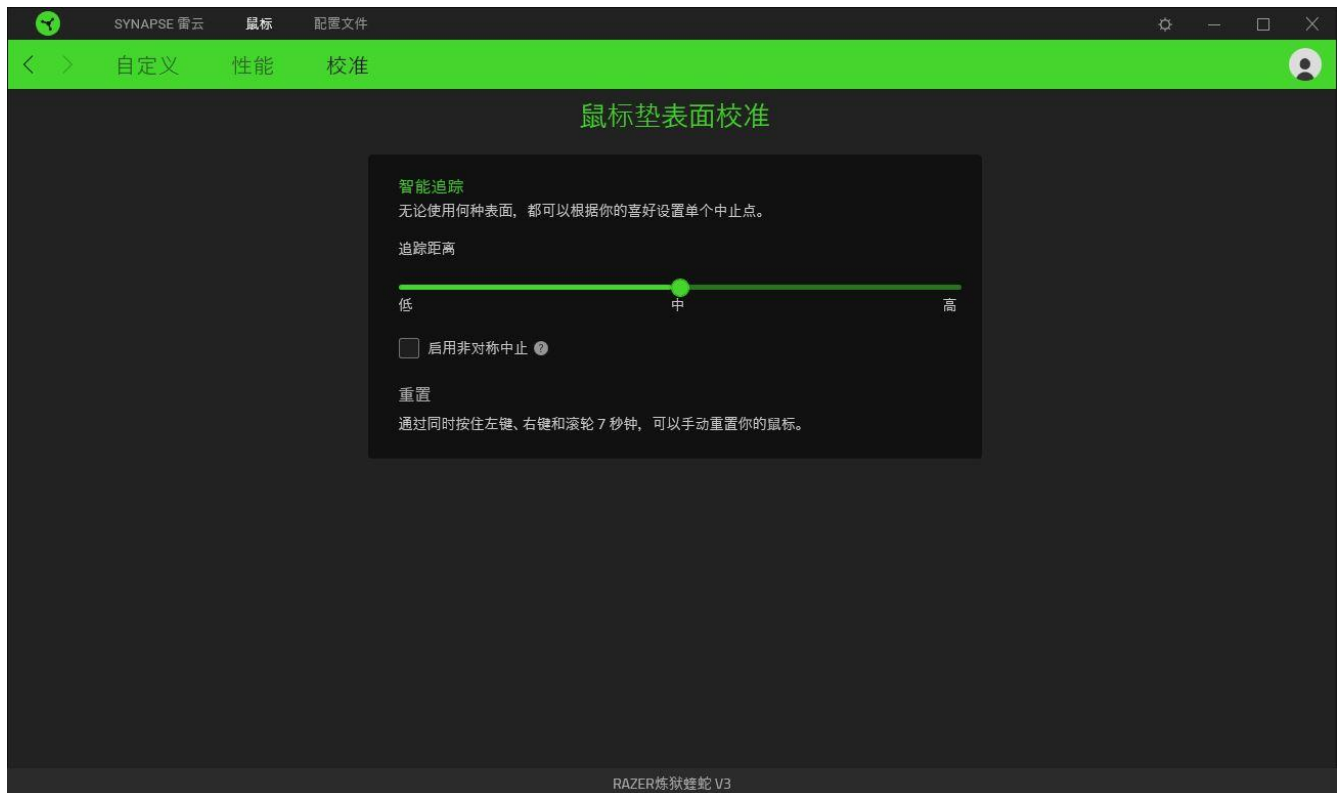 SYNAPSE 雷云 鼠标 配置文件
自定义 性能 校准
鼠标垫表面校准
智能追踪
无论使用何种表面，都可以根据你的喜好设置单个中止点。
追踪距离
低 中 高
启用非对称中止 ?
重置
通过同时按住左键、右键和滚轮 7 秒钟，可以手动重置你的鼠标。
RAZER炼狱蝰蛇 V3